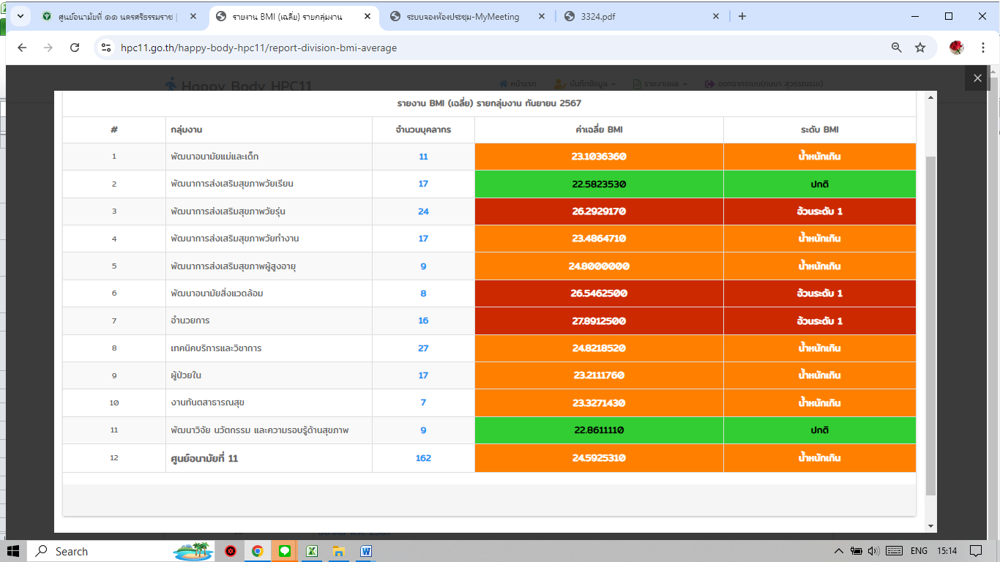 ศูนย์อนามัยที่ ๑๑ นครศรีธรรมราช |
รายงาน BMI (เฉลี่ย) รายกลุ่มงาน
ระบบจองห้องประชุม-MyMeeting
3324.pdf
hpc11.go.th/happy-body-hpc11/report-division-bmi-average
Happy Body HPC11 หน้าแรก บันทึกข้อมูล รายงานผล
รายงาน BMI (เฉลี่ย) รายกลุ่มงาน กันยายน 2567
# กลุ่มงาน จำนวนบุคลากร ค่าเฉลี่ย BMI ระดับ BMI
1 พัฒนาอนามัยแม่และเด็ก 11 23.1036360 น้ำหนักเกิน
2 พัฒนาการส่งเสริมสุขภาพวัยเรียน 17 22.5823530 ปกติ
3 พัฒนาการส่งเสริมสุขภาพวัยรุ่น 24 26.2929170 อ้วนระดับ 1
4 พัฒนาการส่งเสริมสุขภาพวัยทำงาน 17 23.4864710 น้ำหนักเกิน
5 พัฒนาการส่งเสริมสุขภาพผู้สูงอายุ 9 24.8000000 น้ำหนักเกิน
6 พัฒนาอนามัยสิ่งแวดล้อม 8 26.5462500 อ้วนระดับ 1
7 อำนวยการ 16 27.8912500 อ้วนระดับ 1
8 เทคนิคบริการและวิชาการ 27 24.8218520 น้ำหนักเกิน
9 ผู้ป่วยใน 17 23.2111760 น้ำหนักเกิน
10 งานทันตสาธารณสุข 7 23.3271430 น้ำหนักเกิน
11 พัฒนาวิจัย นวัตกรรม และความรอบรู้ด้านสุขภาพ 9 22.8611110 ปกติ
12 ศูนย์อนามัยที่ 11 162 24.5925310 น้ำหนักเกิน
Search
ENG 15:14